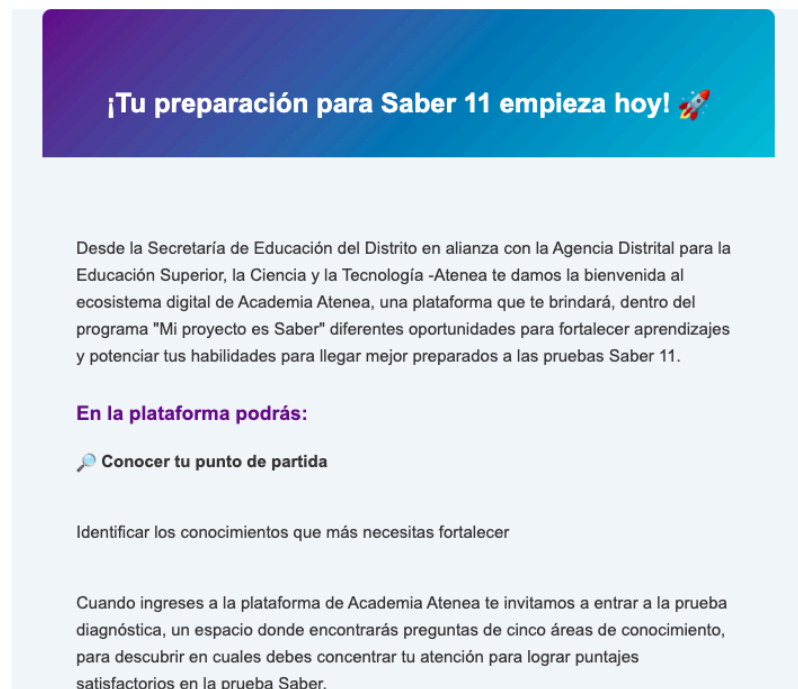 ¡Tu preparación para Saber 11 empieza hoy! 🚀
Desde la Secretaría de Educación del Distrito en alianza con la Agencia Distrital para la
Educación Superior, la Ciencia y la Tecnología -Atenea te damos la bienvenida al
ecosistema digital de Academia Atenea, una plataforma que te brindará, dentro del
programa "Mi proyecto es Saber" diferentes oportunidades para fortalecer aprendizajes
y potenciar tus habilidades para llegar mejor preparados a las pruebas Saber 11.
En la plataforma podrás:
🔎 Conocer tu punto de partida
Identificar los conocimientos que más necesitas fortalecer
Cuando ingreses a la plataforma de Academia Atenea te invitamos a entrar a la prueba
diagnóstica, un espacio donde encontrarás preguntas de cinco áreas de conocimiento,
para descubrir en cuales debes concentrar tu atención para lograr puntajes
satisfactorios en la prueba Saber.